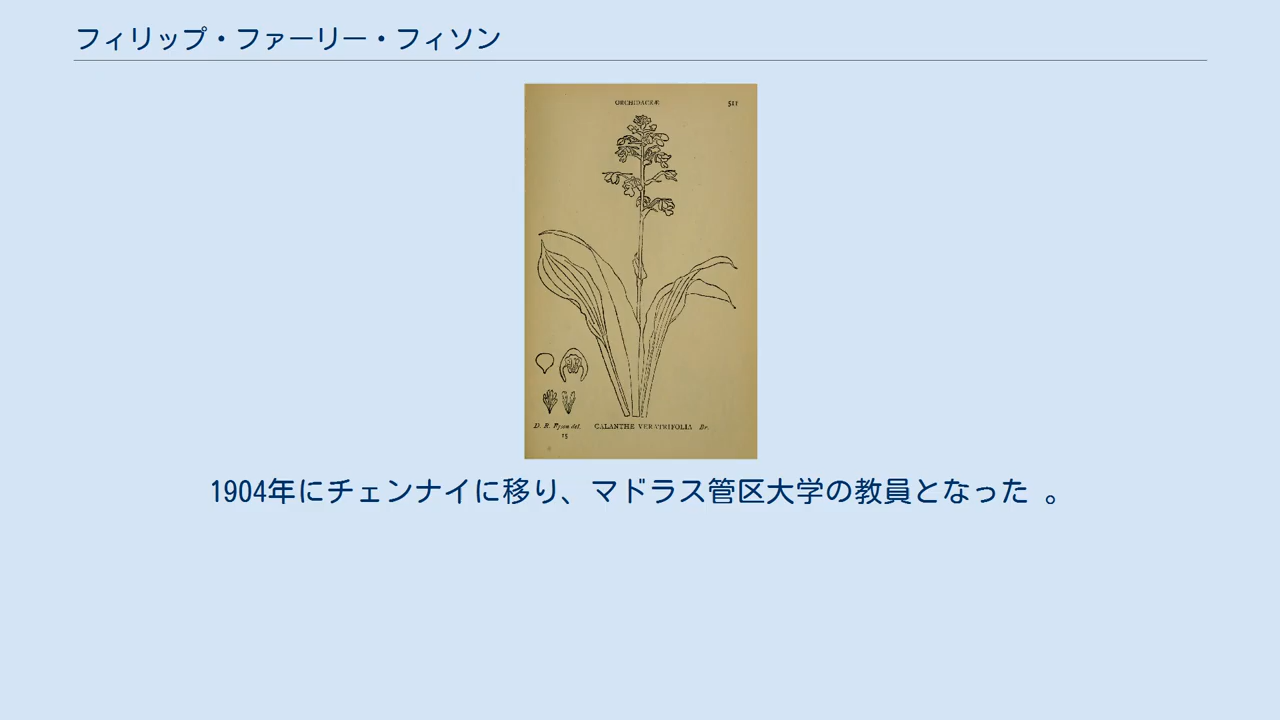 フィリップ・ファーリー・フィソン
ORCHIDACEÆ 511
D. R. Fyson del. CALANTHE VERATRIFOLIA Br.
15
1904年にチェンナイに移り、マドラス管区大学の教員となった 。